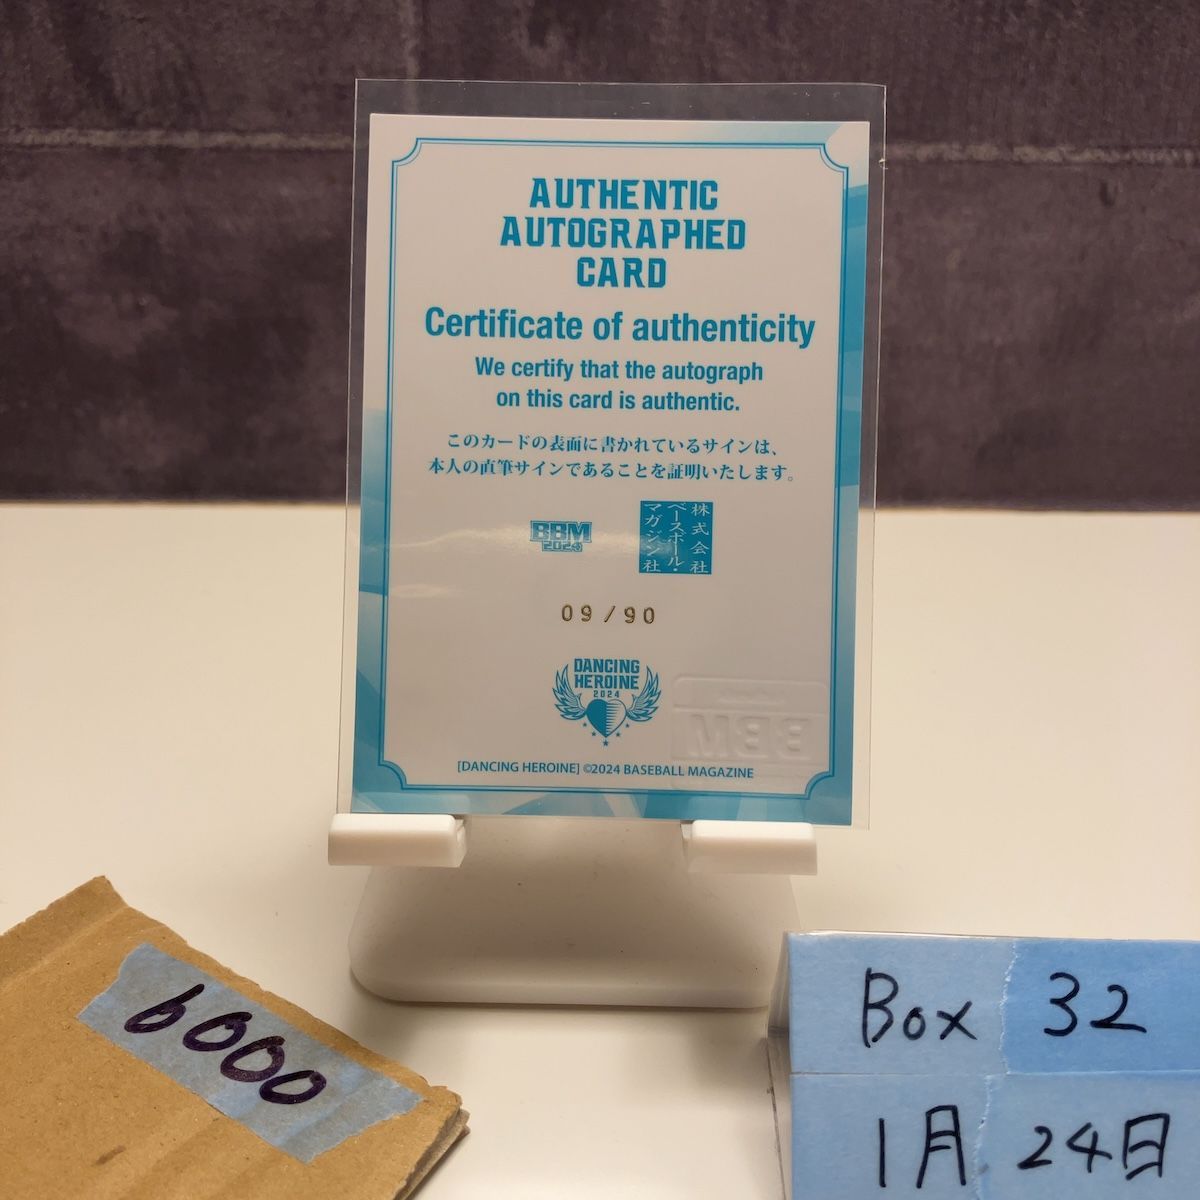 AUTHENTIC
AUTOGRAPHED
CARD
Certificate of authenticity
We certify that the autograph
on this card is authentic.
このカードの表面に書かれているサインは、
本人の直筆サインであることを証明いたします。
BBM
2024
株式会社
ベースボール・
マガジン社
09/90
DANCING
HEROINE
2024
BBM
[DANCING HEROINE] ©2024 BASEBALL MAGAZINE
6000
Box 32
1月24日